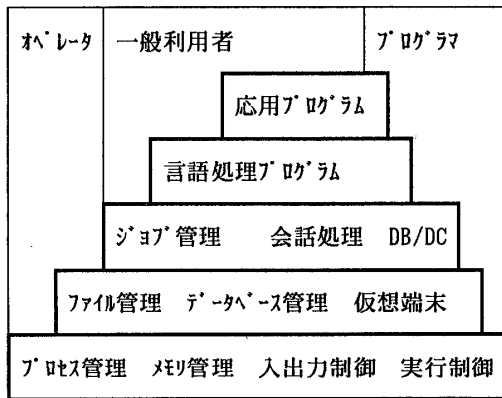 ｵﾍﾟﾚｰﾀ 一般利用者 ﾌﾟﾛｸﾞﾗﾏ
応用ﾌﾟﾛｸﾞﾗﾑ
言語処理ﾌﾟﾛｸﾞﾗﾑ
ｼﾞｮﾌﾞ管理 会話処理 DB/DC
ﾌｧｲﾙ管理 ﾃﾞｰﾀﾍﾞｰｽ管理 仮想端末
ﾌﾟﾛｾｽ管理 ﾒﾓﾘ管理 入出力制御 実行制御